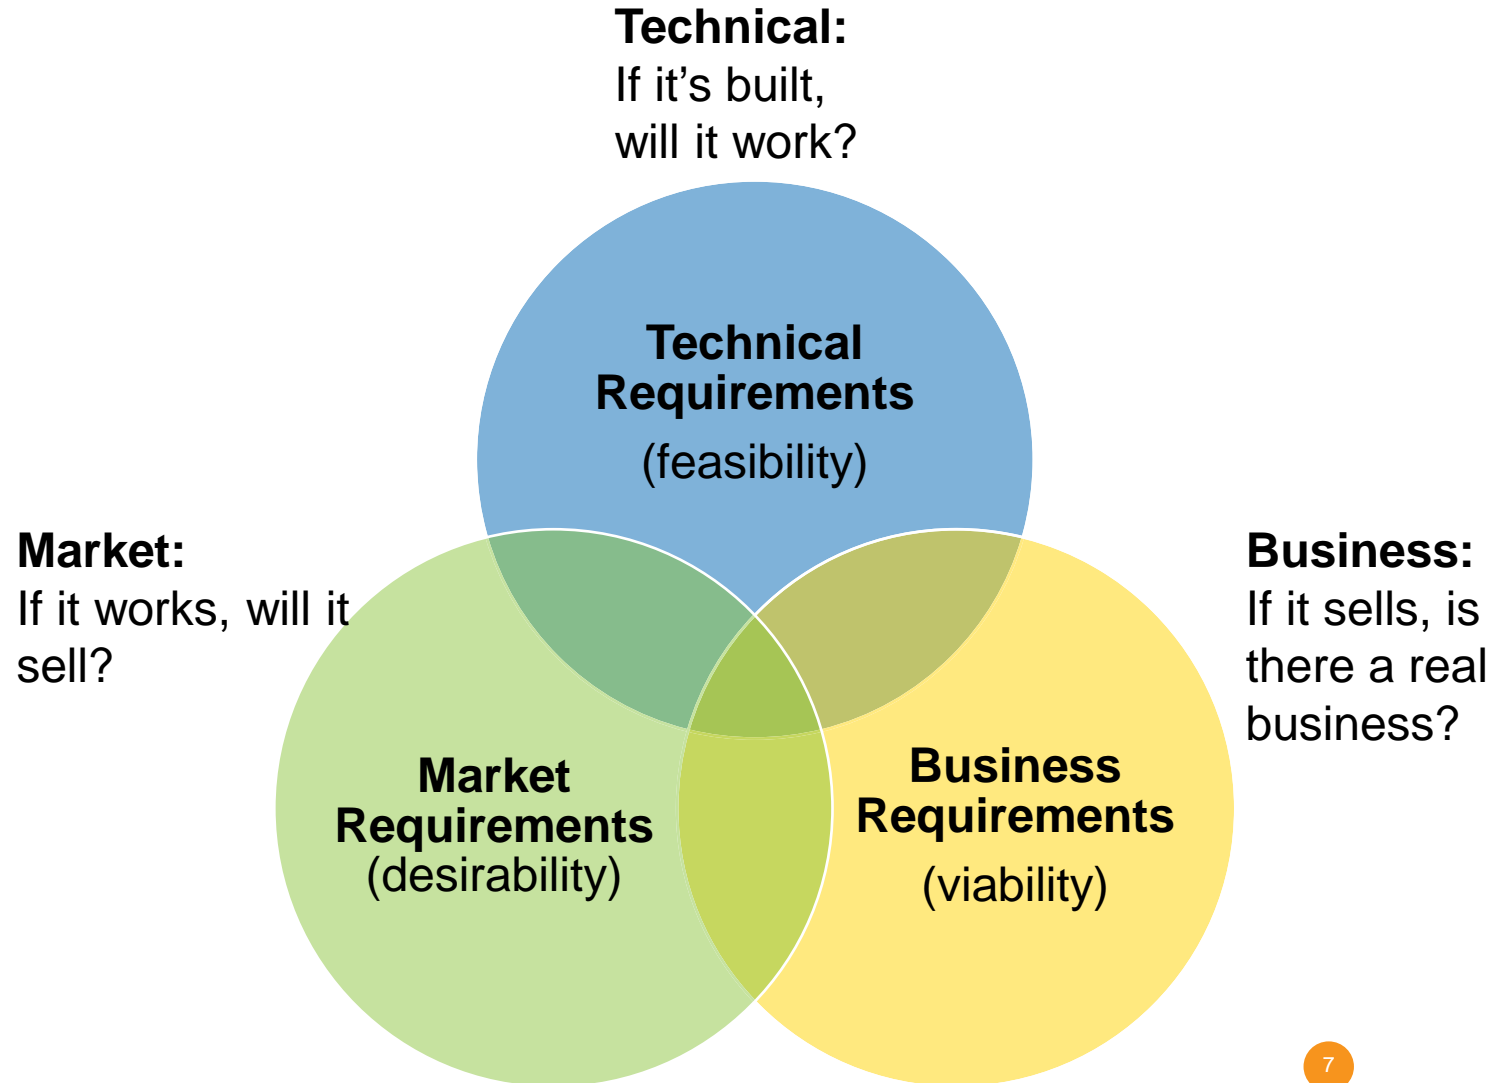 Technical:
If it’s built,
will it work?
Technical
Requirements
(feasibility)
Market:
If it works, will it
sell?
Business:
If it sells, is
there a real
business?
Market
Requirements
(desirability)
Business
Requirements
(viability)
7